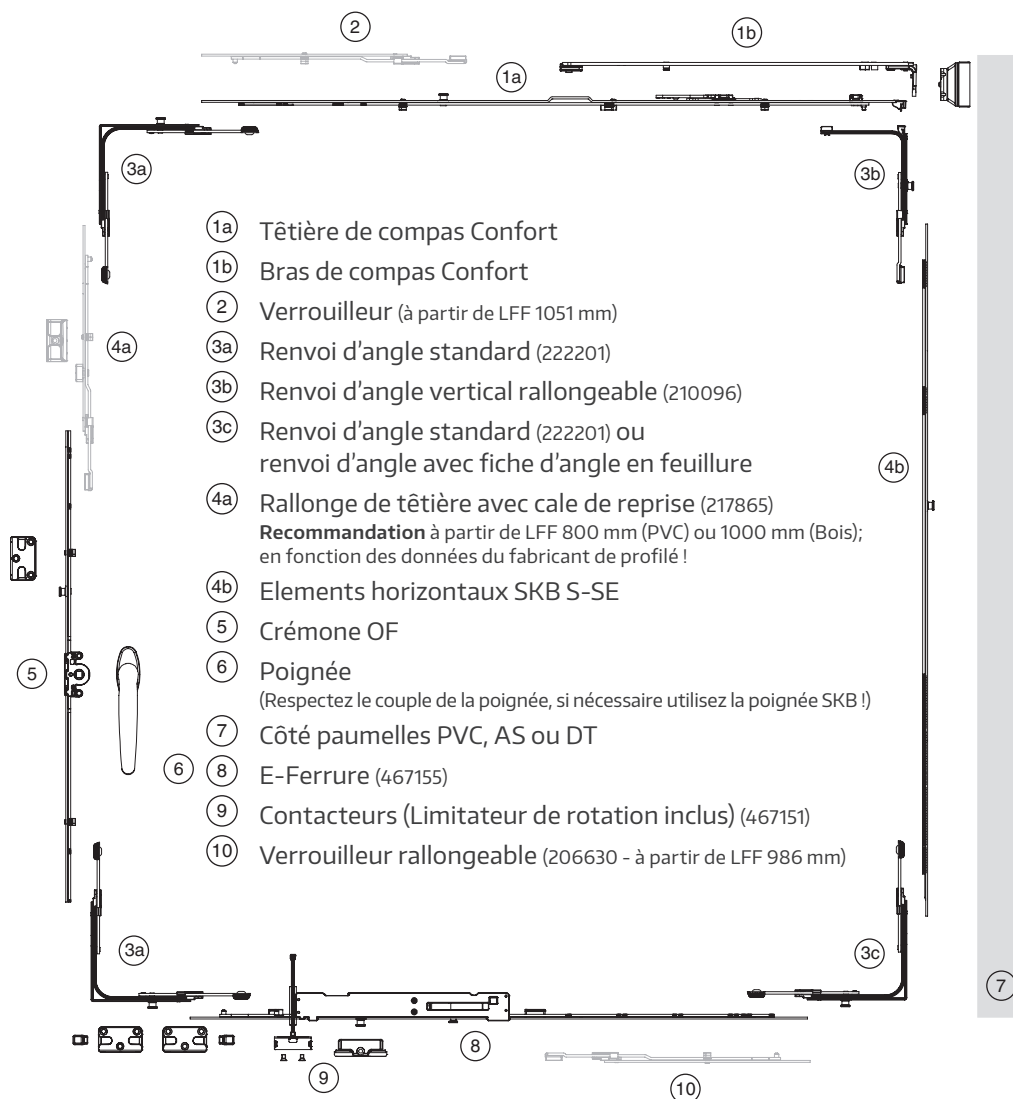 2
1b
1a
3a
3b
1a Têtière de compas Confort
1b Bras de compas Confort
2 Verrouilleur (à partir de LFF 1051 mm)
3a Renvoi d'angle standard (222201)
3b Renvoi d'angle vertical rallongeable (210096)
3c Renvoi d'angle standard (222201) ou
renvoi d'angle avec fiche d'angle en feuillure
4a Rallonge de têtière avec cale de reprise (217865)
Recommandation à partir de LFF 800 mm (PVC) ou 1000 mm (Bois);
en fonction des données du fabricant de profilé !
4b Elements horizontaux SKB S-SE
5 Crémone OF
6 Poignée
(Respectez le couple de la poignée, si nécessaire utilisez la poignée SKB !)
7 Côté paumelles PVC, AS ou DT
8 E-Ferrure (467155)
9 Contacteurs (Limitateur de rotation inclus) (467151)
10 Verrouilleur rallongeable (206630 - à partir de LFF 986 mm)
4a
4b
5
6
3a
3c
7
8
9
10